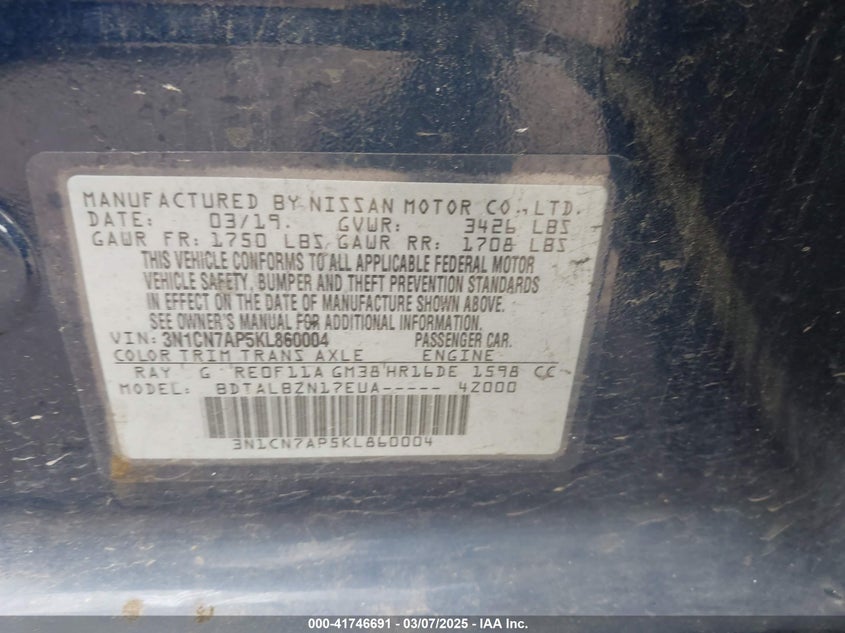 MANUFACTURED BY NISSAN MOTOR CO., LTD.
DATE: 03/19. GVWR: 3426 LBS
GAWR FR: 1750 LBS GAWR RR: 1708 LBS
THIS VEHICLE CONFORMS TO ALL APPLICABLE FEDERAL MOTOR
VEHICLE SAFETY, BUMPER AND THEFT PREVENTION STANDARDS
IN EFFECT ON THE DATE OF MANUFACTURE SHOWN ABOVE.
SEE OWNER'S MANUAL FOR ADDITIONAL INFORMATION.
VIN: 3N1CN7AP5KL860004 PASSENGER CAR.
COLOR TRIM TRANS AXLE ENGINE
RAY G RE0F11A GM38 HR16DE 1598 CC
MODEL: BDTALBZN17EUA----- 42000
3N1CN7AP5KL860004
000-41746691 - 03/07/2025 - IAA Inc.